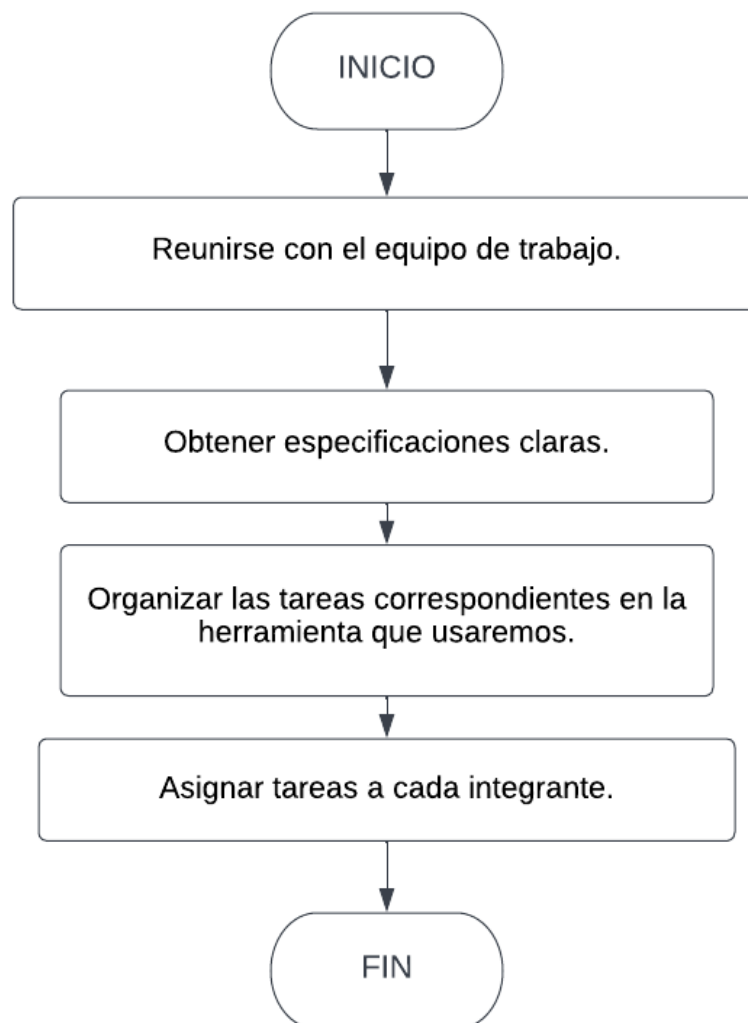 INICIO
Reunirse con el equipo de trabajo.
Obtener especificaciones claras.
Organizar las tareas correspondientes en la
herramienta que usaremos.
Asignar tareas a cada integrante.
FIN